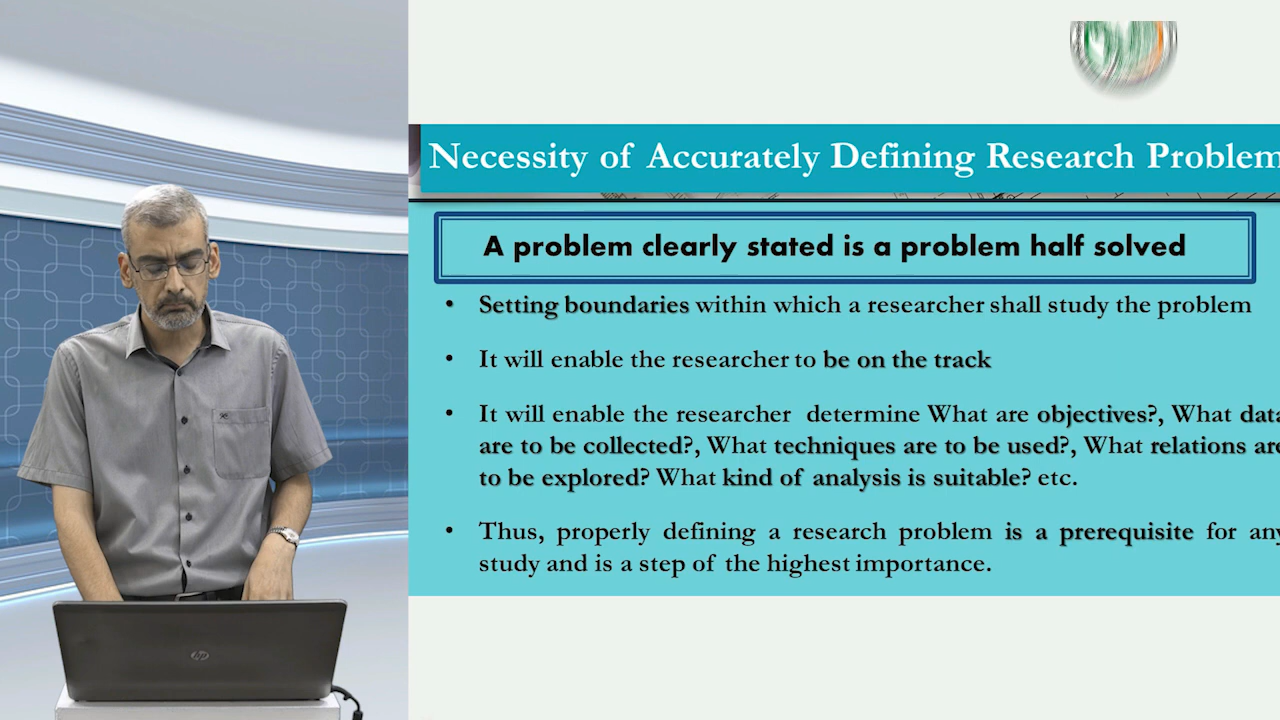 Necessity of Accurately Defining Research Problem
A problem clearly stated is a problem half solved
• Setting boundaries within which a researcher shall study the problem
• It will enable the researcher to be on the track
• It will enable the researcher determine What are objectives?, What data
are to be collected?, What techniques are to be used?, What relations are
to be explored? What kind of analysis is suitable? etc.
• Thus, properly defining a research problem is a prerequisite for any
study and is a step of the highest importance.
hp